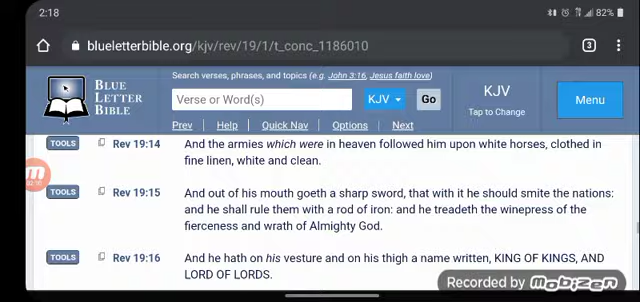 2:18
82%
blueletterbible.org/kjv/rev/19/1/t_conc_1186010
3
BLUE
LETTER
BIBLE
Search verses, phrases, and topics (e.g. John 3:16, Jesus faith love)
Verse or Word(s)
KJV
Go
Prev | Help | Quick Nav | Options | Next
KJV
Tap to Change
Menu
TOOLS Rev 19:14 And the armies which were in heaven followed him upon white horses, clothed in
fine linen, white and clean.
TOOLS Rev 19:15 And out of his mouth goeth a sharp sword, that with it he should smite the nations:
and he shall rule them with a rod of iron: and he treadeth the winepress of the
fierceness and wrath of Almighty God.
TOOLS Rev 19:16 And he hath on his vesture and on his thigh a name written, KING OF KINGS, AND
LORD OF LORDS.
Recorded by Mobizen